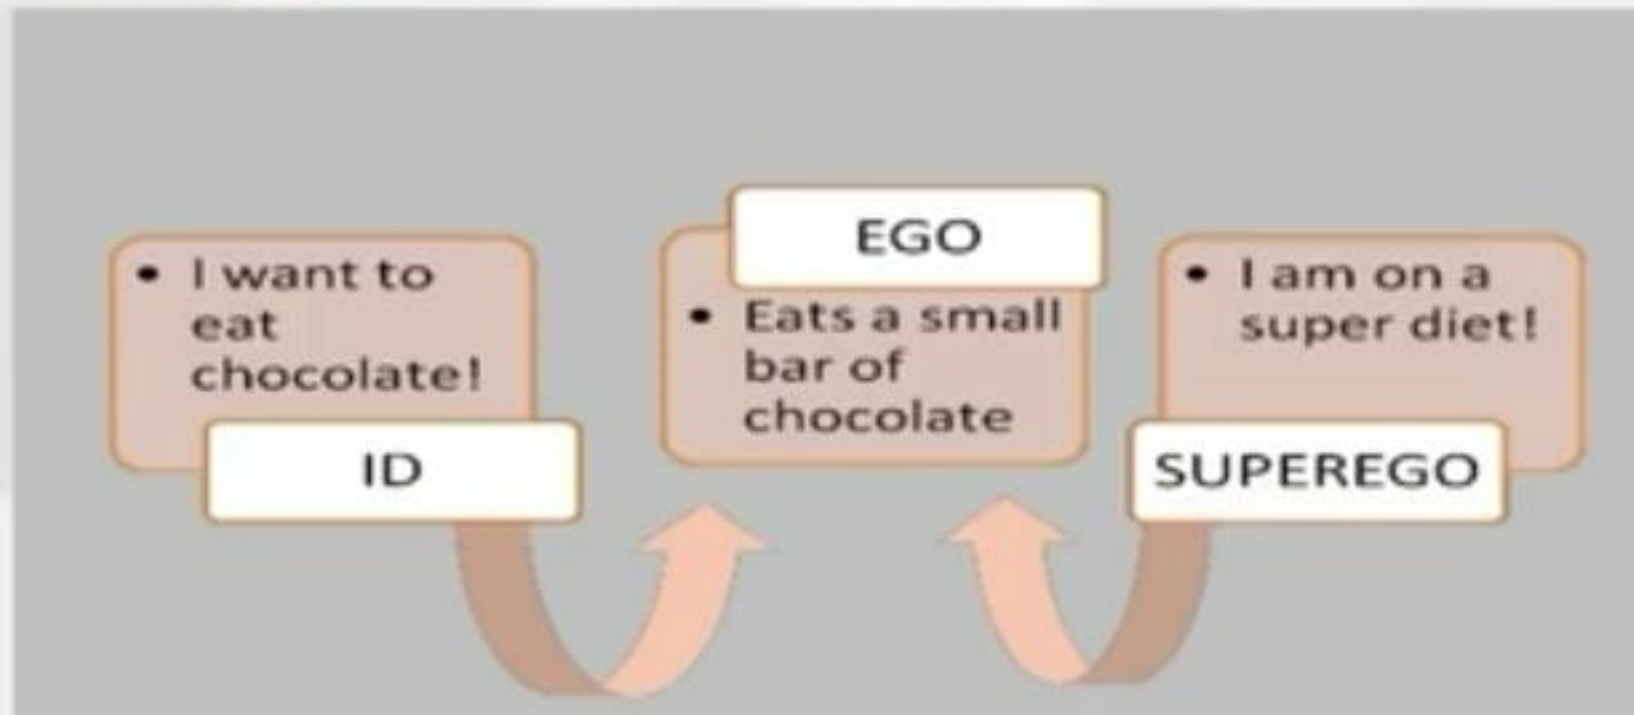 • I want to
eat
chocolate!
ID
EGO
• Eats a small
bar of
chocolate
• I am on a
super diet!
SUPEREGO